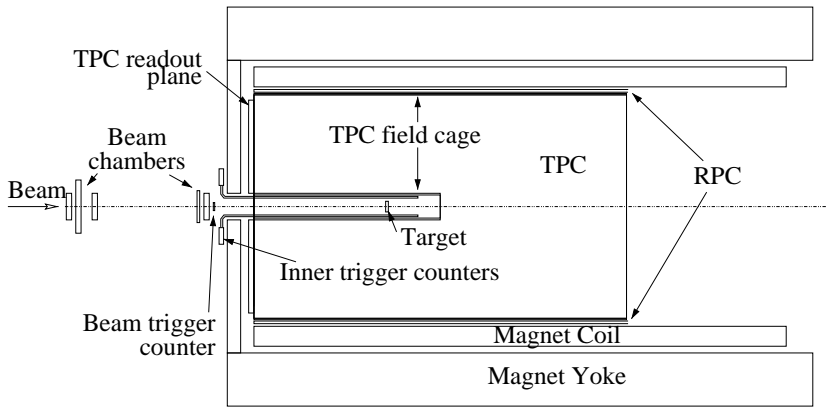 TPC readout
plane
TPC field cage
TPC
Beam
chambers
RPC
Beam
Target
Inner trigger counters
Beam trigger
counter
Magnet Coil
Magnet Yoke